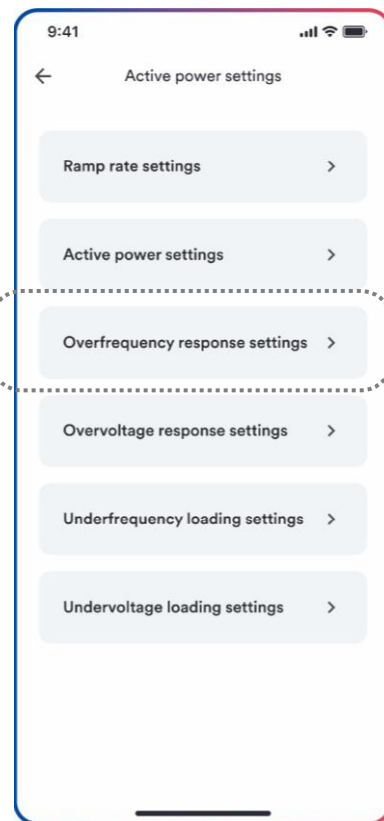 9:41
Active power settings
Ramp rate settings
Active power settings
Overfrequency response settings
Overvoltage response settings
Underfrequency loading settings
Undervoltage loading settings